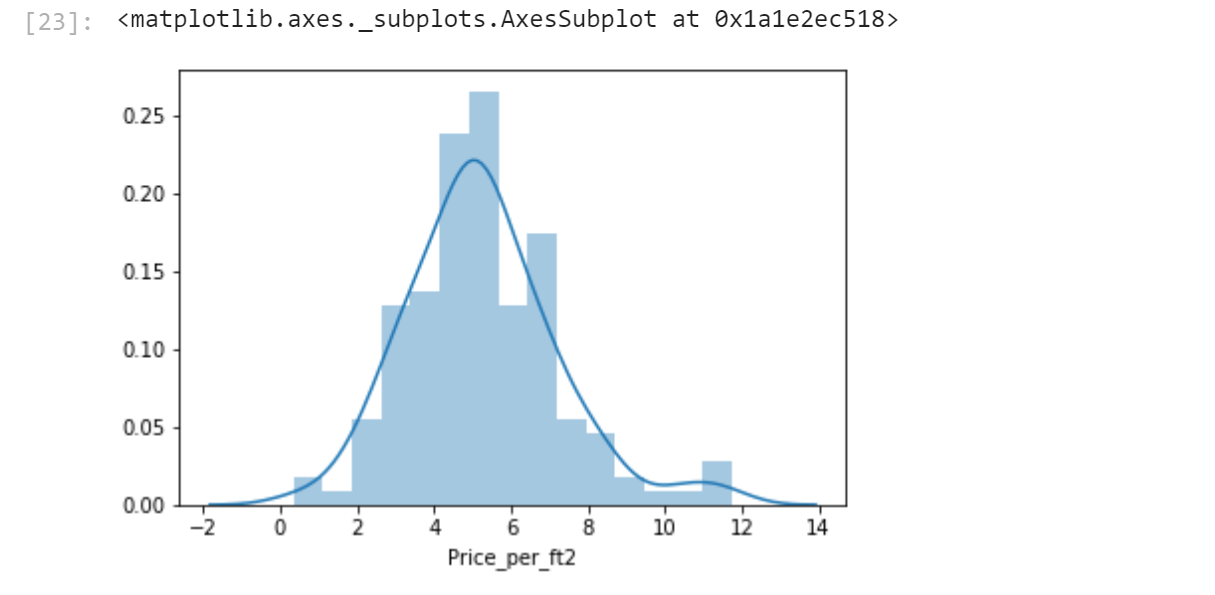 [23]: <matplotlib.axes._subplots.AxesSubplot at 0x1a1e2ec518>
0.25
0.20
0.15
0.10
0.05
0.00
−2 0 2 4 6 8 10 12 14
Price_per_ft2